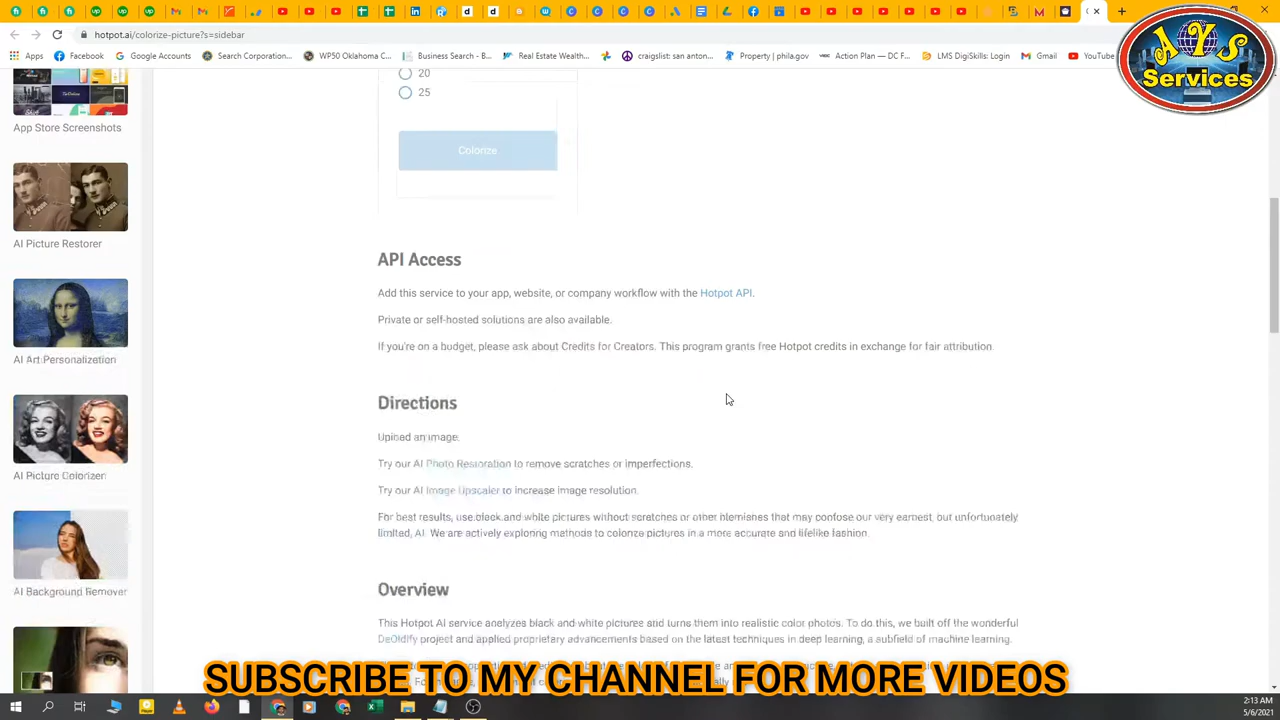 hotpot.ai/colorize-picture?s=sidebar
Apps
Facebook
Google Accounts
Search Corporation...
WP50 Oklahoma C...
Business Search - B...
Real Estate Wealth...
craigslist: san anton...
Property | phila.gov
Action Plan — DC F...
LMS DigiSkills: Login
Gmail
YouTube
AYS
Services
App Store Screenshots
AI Picture Restorer
AI Art Personalization
AI Picture Colorizer
AI Background Remover
20
25
Colorize
API Access
Add this service to your app, website, or company workflow with the Hotpot API.
Private or self-hosted solutions are also available.
If you're on a budget, please ask about Credits for Creators. This program grants free Hotpot credits in exchange for fair attribution.
Directions
Upload an image.
Try our AI Photo Restoration to remove scratches or imperfections.
Try our AI Image Upscaler to increase image resolution.
For best results, use black and white pictures without scratches or other blemishes that may confuse our very earnest, our unfortunately
limited, AI. We are actively exploring methods to colorize pictures in a more accurate and lifelike fashion.
Overview
This Hotpot AI service analyzes black and white pictures and turns them into realistic color photos. To do this, we built off the wonderful
DeOldify project and applied proprietary advancements based on the latest techniques in deep learning, a subfield of machine learning.
SUBSCRIBE TO MY CHANNEL FOR MORE VIDEOS
2:13 AM
5/6/2021